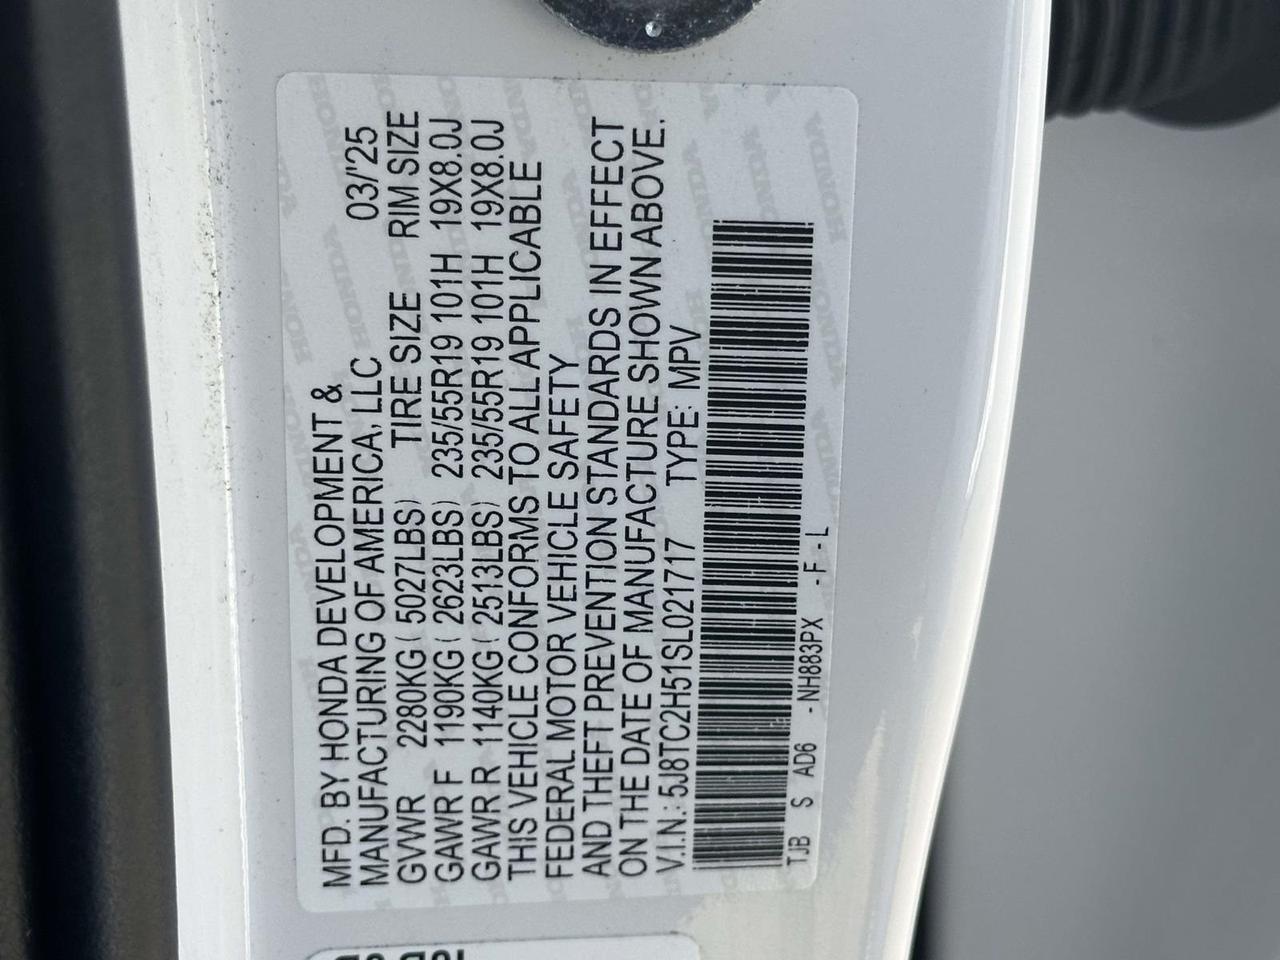 MFD. BY HONDA DEVELOPMENT &
MANUFACTURING OF AMERICA, LLC 03/"25
GVWR 2280KG ( 5027LBS) TIRE SIZE RIM SIZE
GAWR F 1190KG ( 2623LBS) 235/55R19 101H 19X8.0J
GAWR R 1140KG ( 2513LBS) 235/55R19 101H 19X8.0J
THIS VEHICLE CONFORMS TO ALL APPLICABLE
FEDERAL MOTOR VEHICLE SAFETY
AND THEFT PREVENTION STANDARDS IN EFFECT
ON THE DATE OF MANUFACTURE SHOWN ABOVE.
V.I.N.: 5J8TC2H51SL021717 TYPE: MPV
TJB S AD6 - NH883PX - F - L